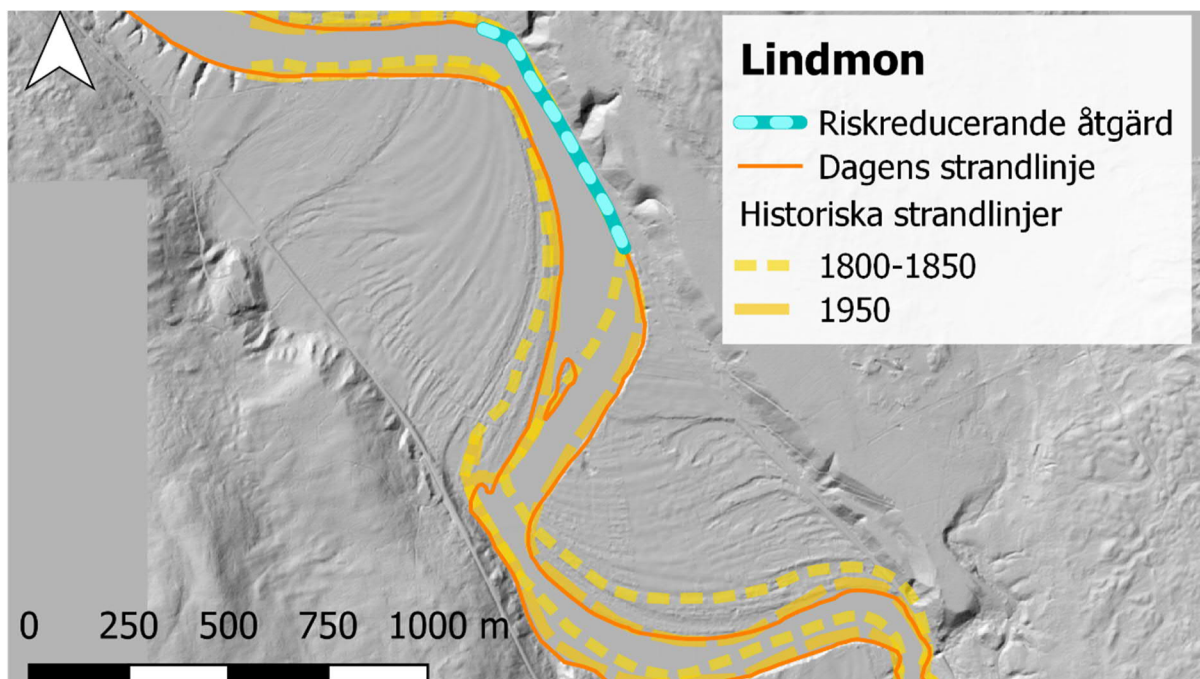 Lindmon
Riskreducerande åtgärd
Dagens strandlinje
Historiska strandlinjer
1800-1850
1950
0 250 500 750 1000 m